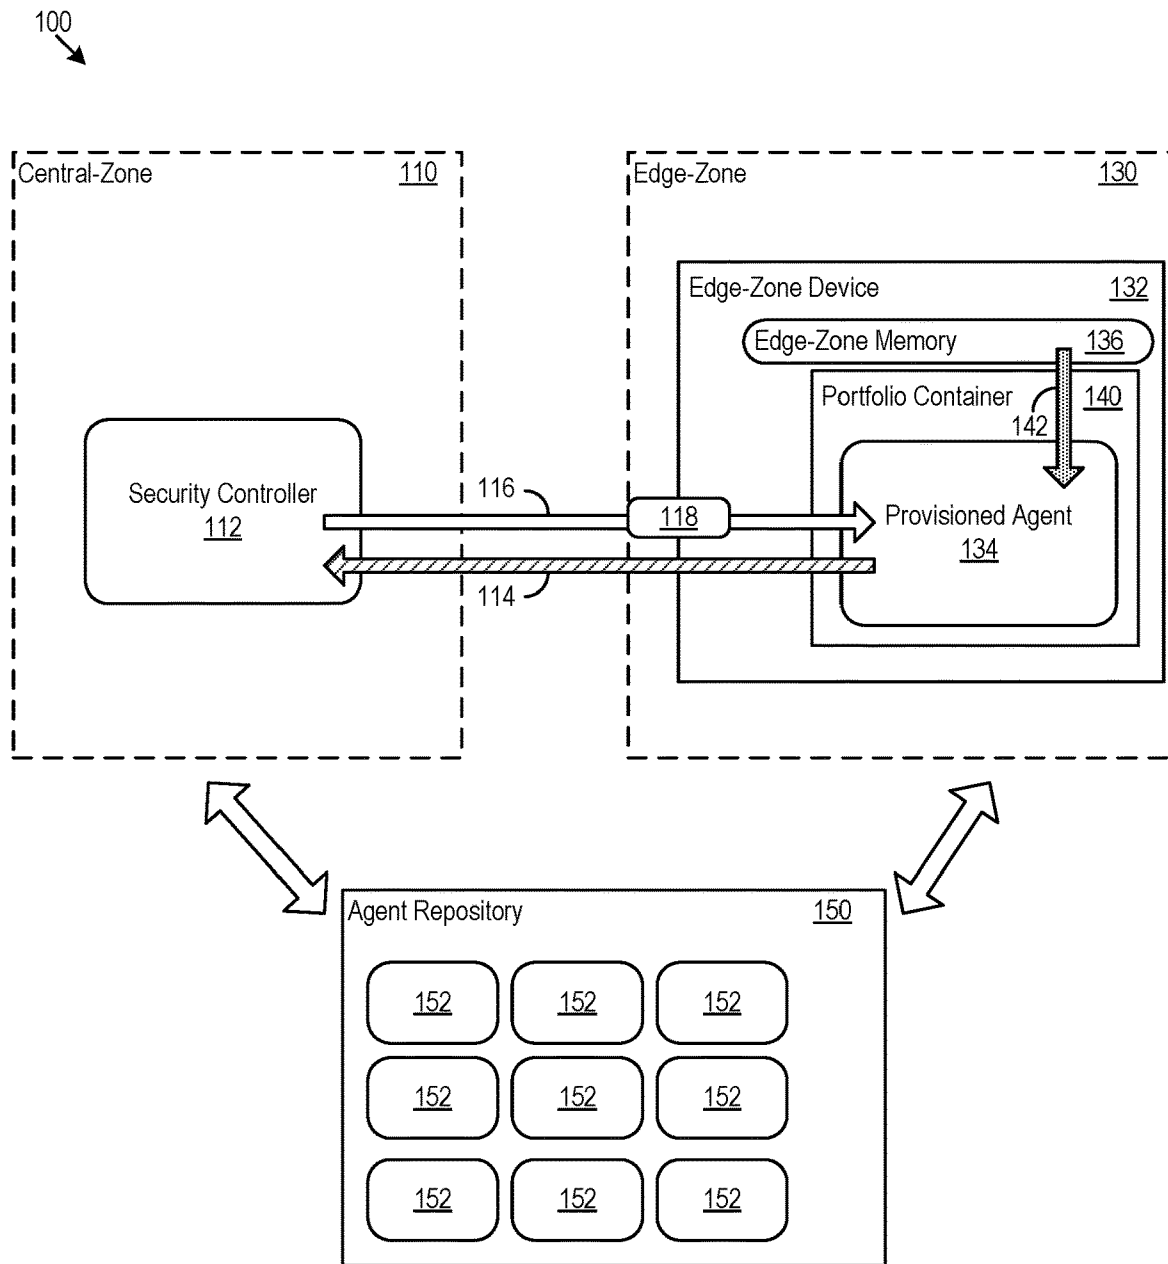 100
Central-Zone 110
Edge-Zone 130
Edge-Zone Device 132
Edge-Zone Memory 136
Portfolio Container 140
142
Security Controller
112
116
118
Provisioned Agent
134
114
Agent Repository 150
152 152 152
152 152 152
152 152 152